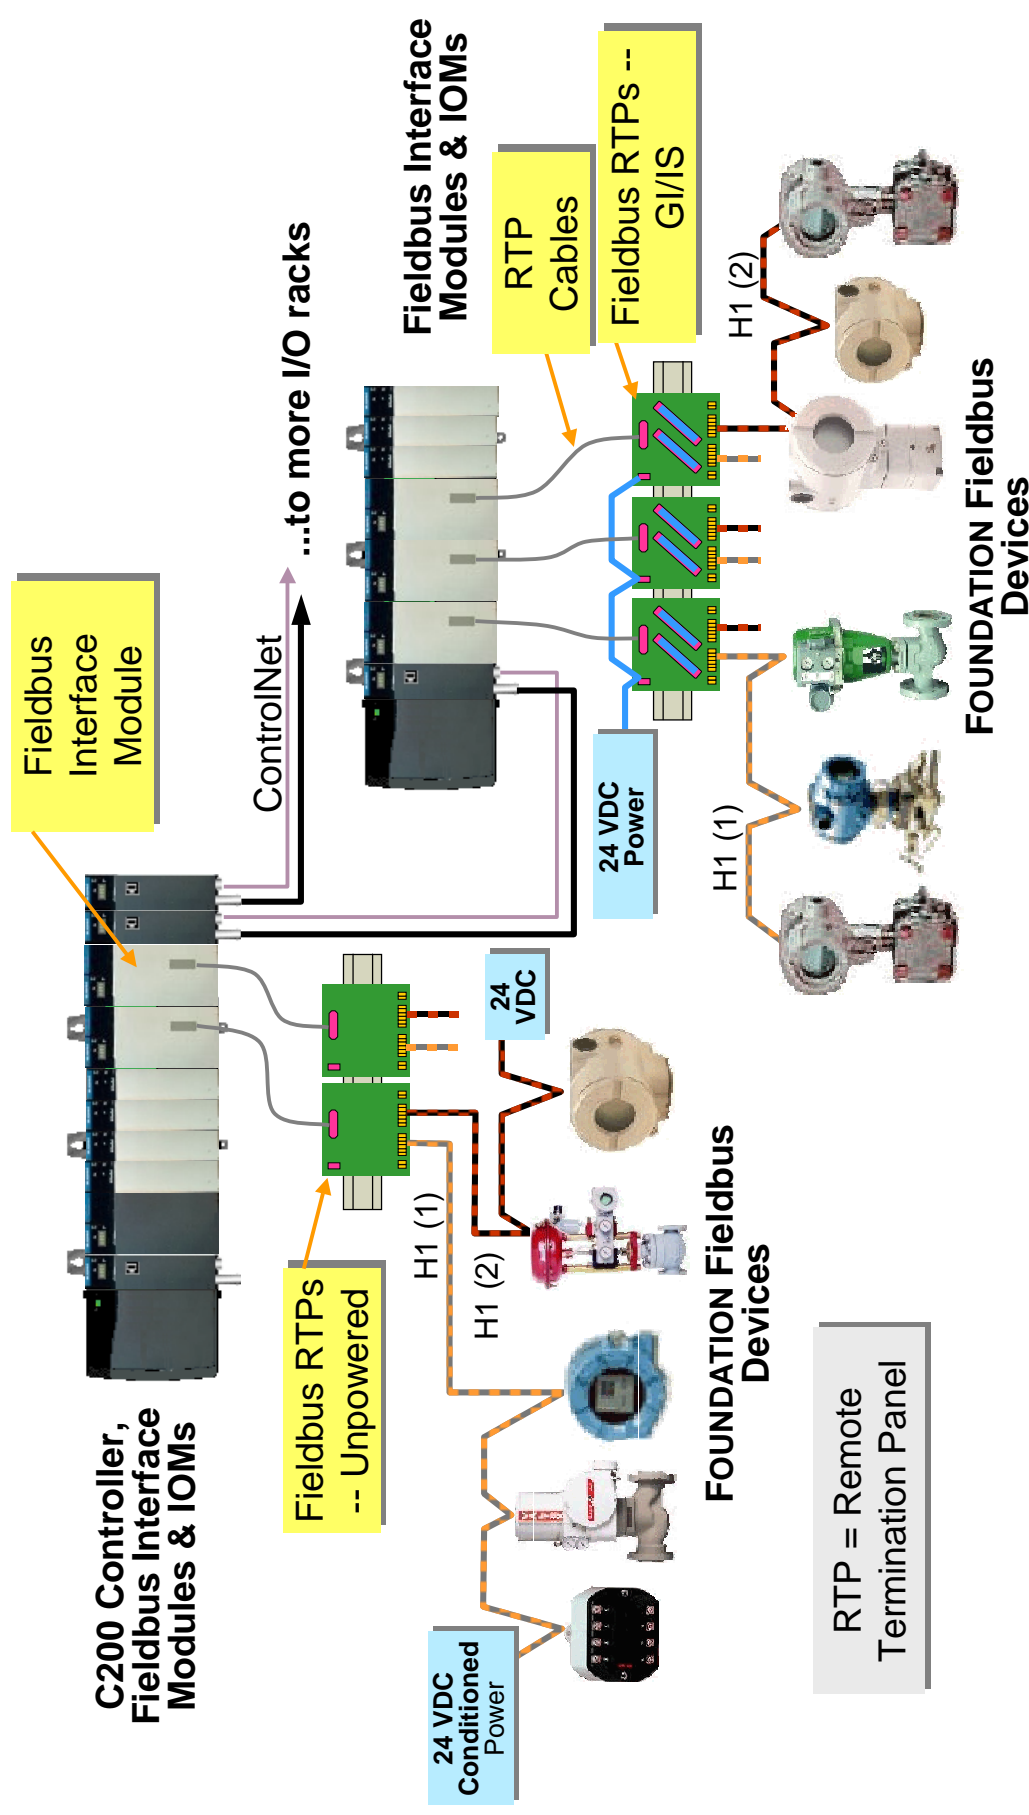 C200 Controller,
Fieldbus Interface
Modules & IOMs
Fieldbus
Interface
Module
ControlNet
...to more I/O racks
Fieldbus Interface
Modules & IOMs
RTP
Cables
Fieldbus RTPs --
GI/IS
Fieldbus RTPs
-- Unpowered
H1 (1)
H1 (2)
24
VDC
24 VDC
Power
H1 (1)
H1 (2)
24 VDC
Conditioned
Power
FOUNDATION Fieldbus
Devices
FOUNDATION Fieldbus
Devices
RTP = Remote
Termination Panel